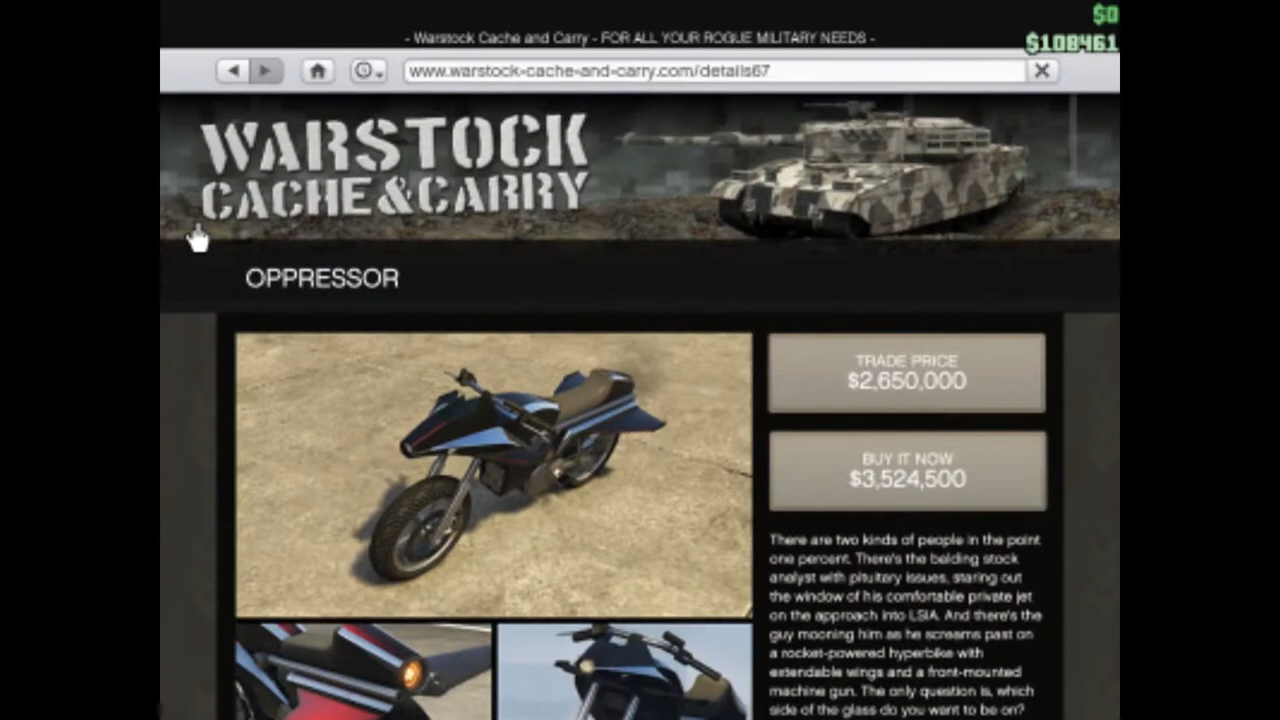 $0
- Warstock Cache and Carry - FOR ALL YOUR ROGUE MILITARY NEEDS -
$108461
www.warstock-cache-and-carry.com/details67
WARSTOCK
CACHE&CARRY
OPPRESSOR
TRADE PRICE
$2,650,000
BUY IT NOW
$3,524,500
There are two kinds of people in the point
one percent. There's the balding stock
analyst with pituitary issues, staring out
the window of his comfortable private jet
on the approach into LSIA. And there's the
guy mooning him as he screams past on
a rocket-powered hyperbike with
extendable wings and a front-mounted
machine gun. The only question is, which
side of the glass do you want to be on?